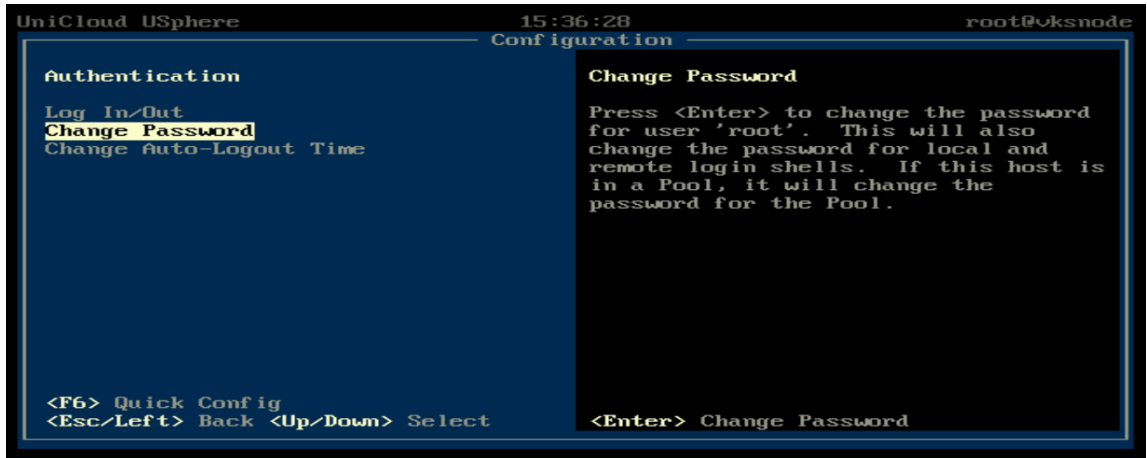 UniCloud USphere 15:36:28 root@vksnode
Configuration
Authentication
Log In/Out
Change Password
Change Auto-Logout Time
<F6> Quick Config
<Esc/Left> Back <Up/Down> Select
Change Password
Press <Enter> to change the password
for user 'root'. This will also
change the password for local and
remote login shells. If this host is
in a Pool, it will change the
password for the Pool.
<Enter> Change Password